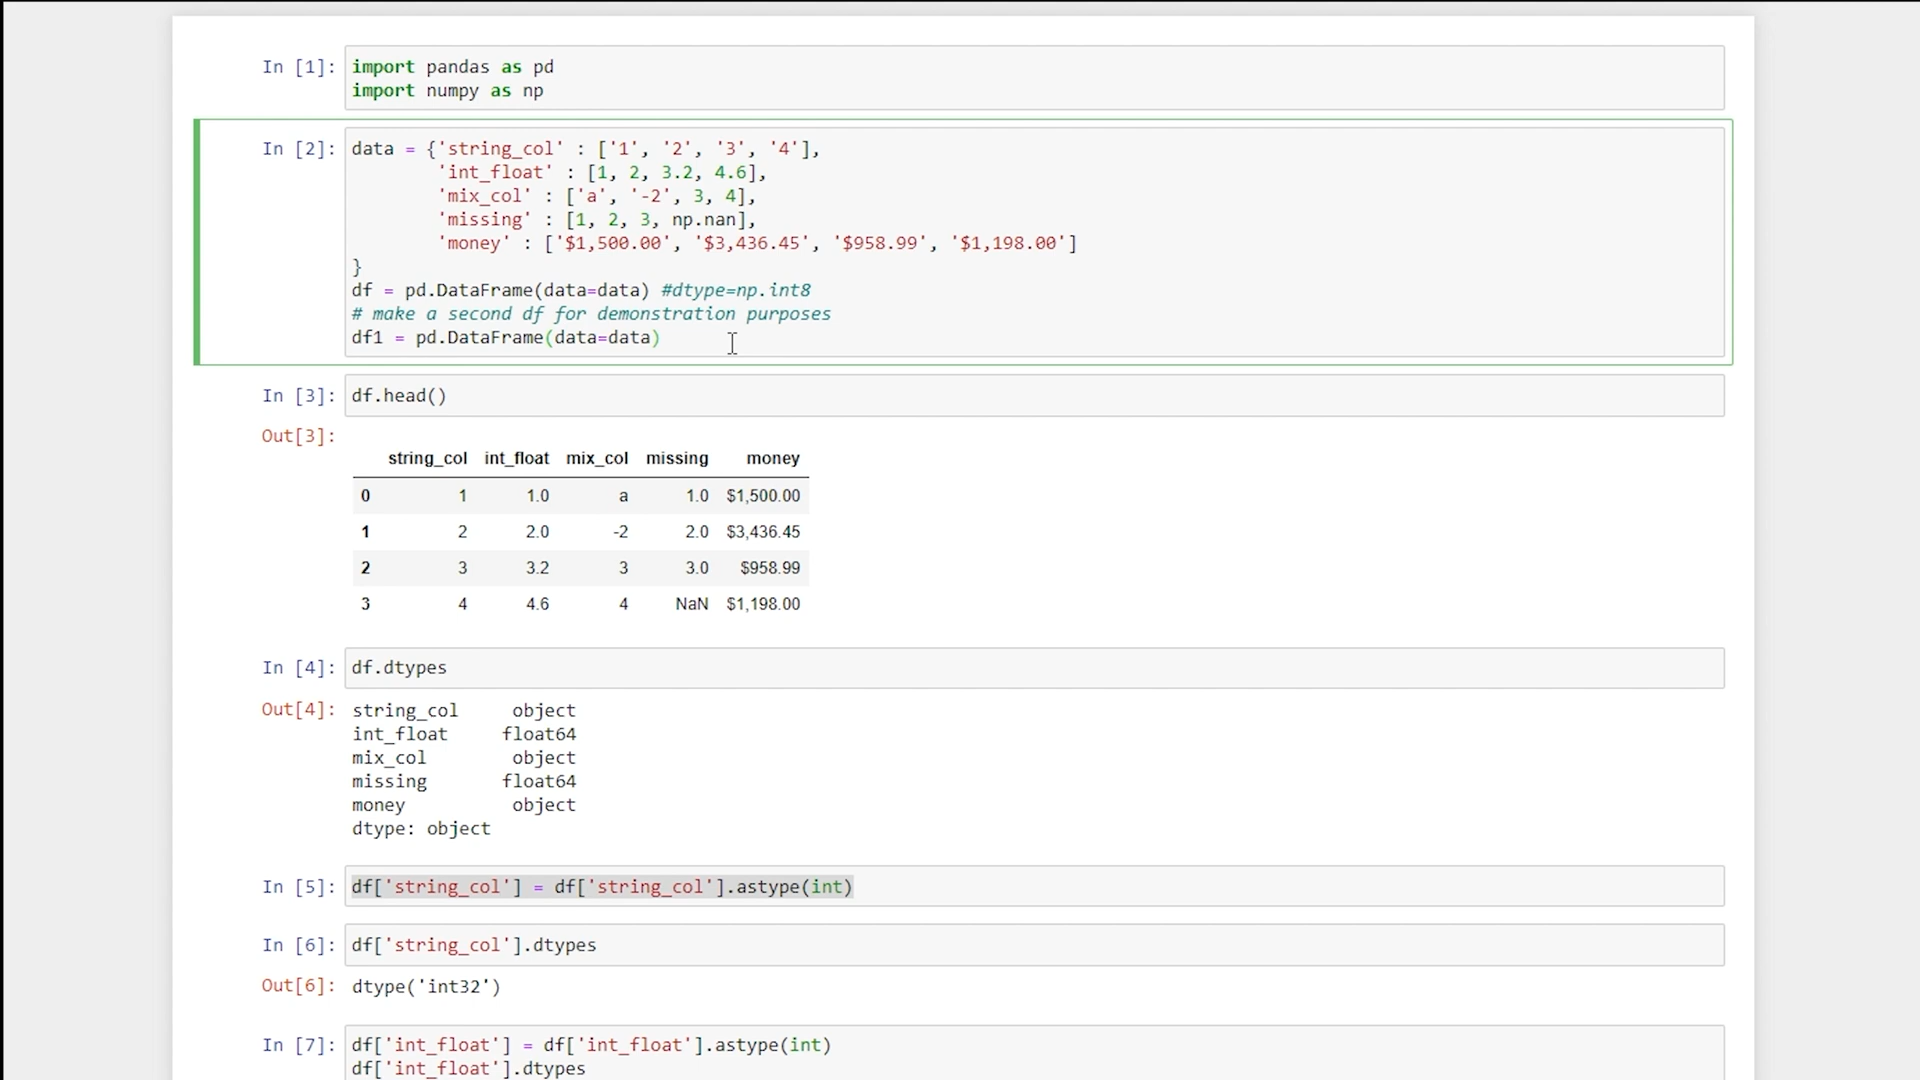 In [1]: import pandas as pd
import numpy as np
In [2]: data = {'string_col' : ['1', '2', '3', '4'],
'int_float' : [1, 2, 3.2, 4.6],
'mix_col' : ['a', '-2', 3, 4],
'missing' : [1, 2, 3, np.nan],
'money' : ['$1,500.00', '$3,436.45', '$958.99', '$1,198.00']
}
df = pd.DataFrame(data=data) #dtype=np.int8
# make a second df for demonstration purposes
df1 = pd.DataFrame(data=data)
In [3]: df.head()
Out[3]:
string_col int_float mix_col missing money
0 1 1.0 a 1.0 $1,500.00
1 2 2.0 -2 2.0 $3,436.45
2 3 3.2 3 3.0 $958.99
3 4 4.6 4 NaN $1,198.00
In [4]: df.dtypes
Out[4]: string_col object
int_float float64
mix_col object
missing float64
money object
dtype: object
In [5]: df['string_col'] = df['string_col'].astype(int)
In [6]: df['string_col'].dtypes
Out[6]: dtype('int32')
In [7]: df['int_float'] = df['int_float'].astype(int)
df['int_float'].dtypes